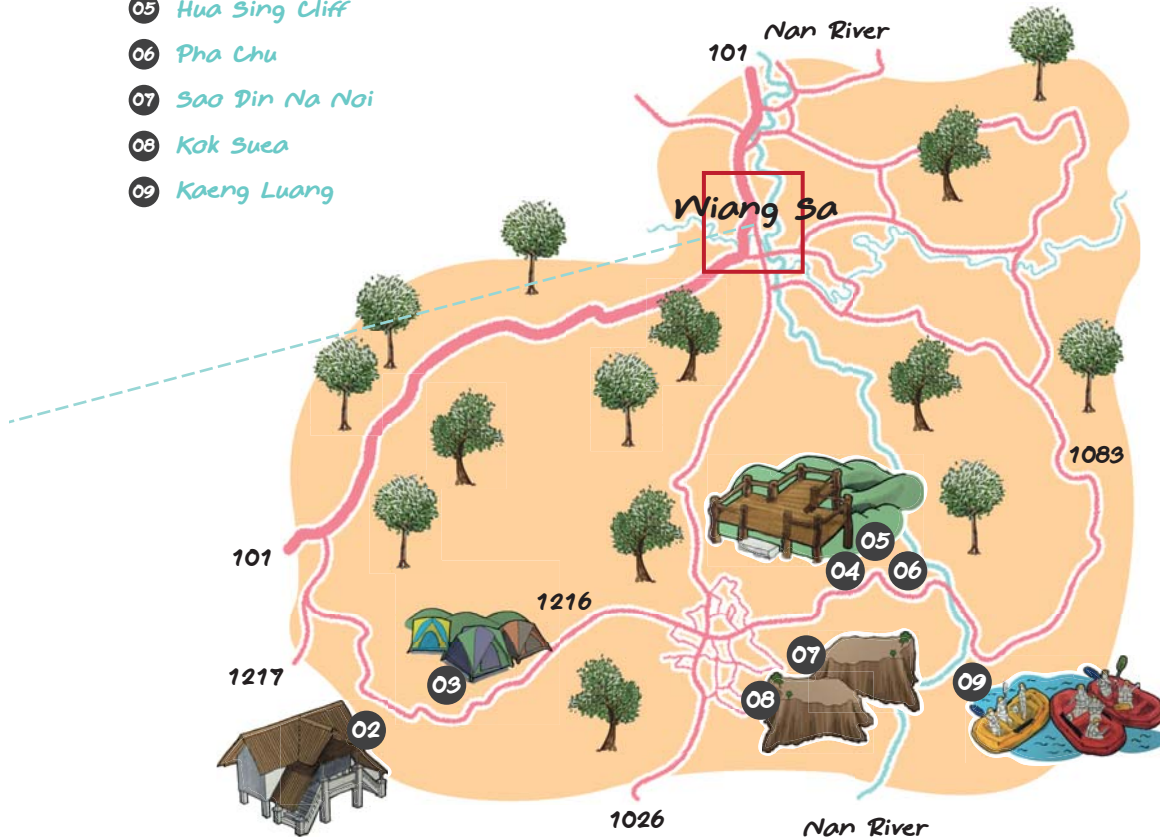 05 Hua Sing Cliff
06 Pha Chu
07 Sao Din Na Noi
08 Kok Suea
09 Kaeng Luang
Nan River
101
Wiang Sa
1083
101
05
04 06
1216
07
1217
03
09
08
02
1026
Nan River